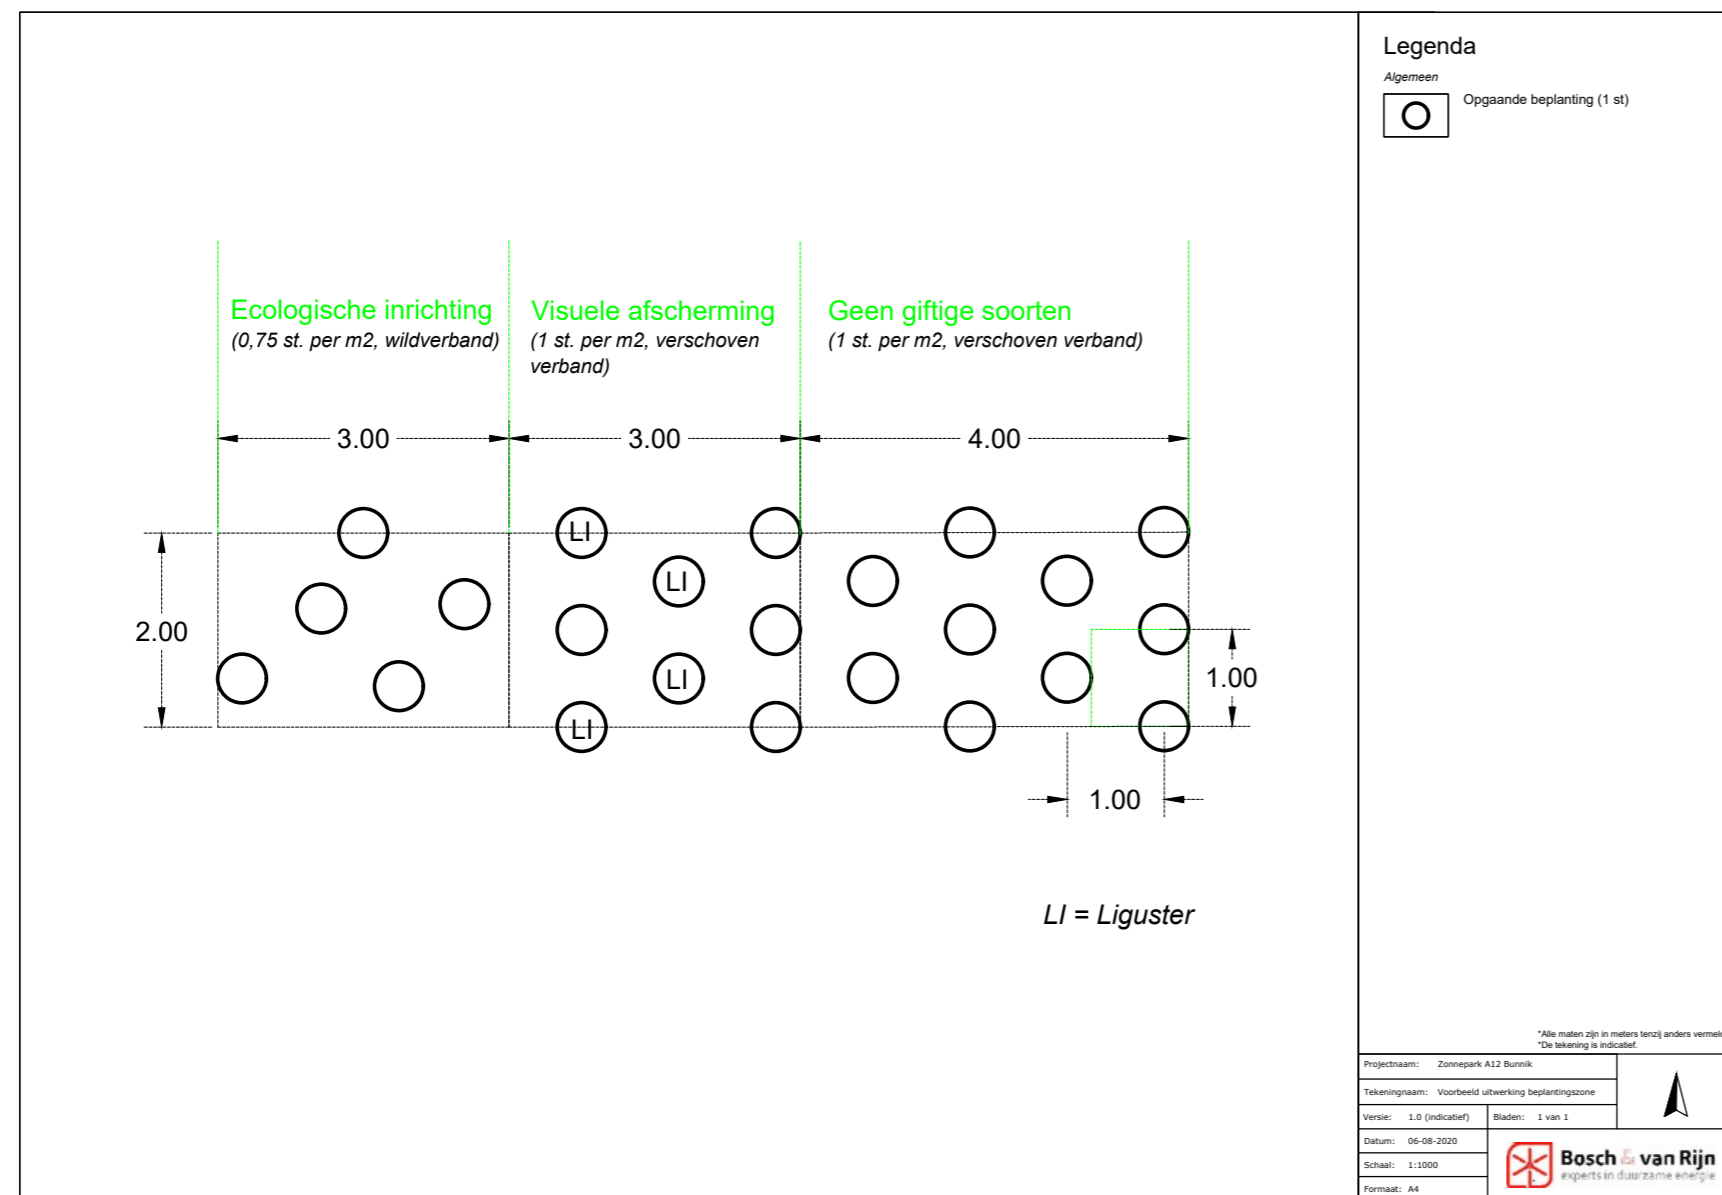 Legenda
Algemeen
Opgaande beplanting (1 st)
Ecologische inrichting
(0,75 st. per m2, wildverband)
Visuele afscherming
(1 st. per m2, verschoven
verband)
Geen giftige soorten
(1 st. per m2, verschoven verband)
3.00
3.00
4.00
LI
LI
2.00
LI
1.00
LI
1.00
LI = Liguster
*Alle maten zijn in meters tenzij anders vermeld
*De tekening is indicatief.
Projectnaam: Zonnepark A12 Bunnik
Tekeningnaam: Voorbeeld uitwerking beplantingszone
Versie: 1.0 (indicatief) Bladen: 1 van 1
Datum: 06-08-2020
Schaal: 1:1000
Formaat: A4
Bosch & van Rijn
experts in duurzame energie